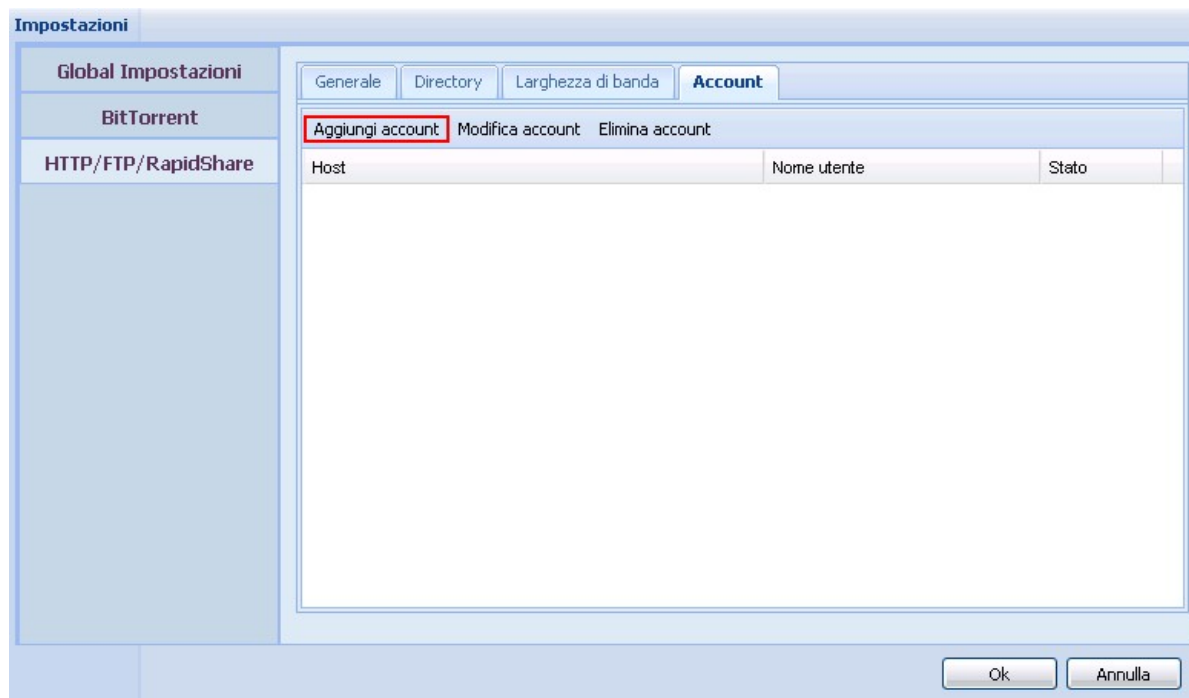 Impostazioni
Global Impostazioni
BitTorrent
HTTP/FTP/RapidShare
Generale Directory Larghezza di banda Account
Aggiungi account Modifica account Elimina account
Host Nome utente Stato
Ok Annulla